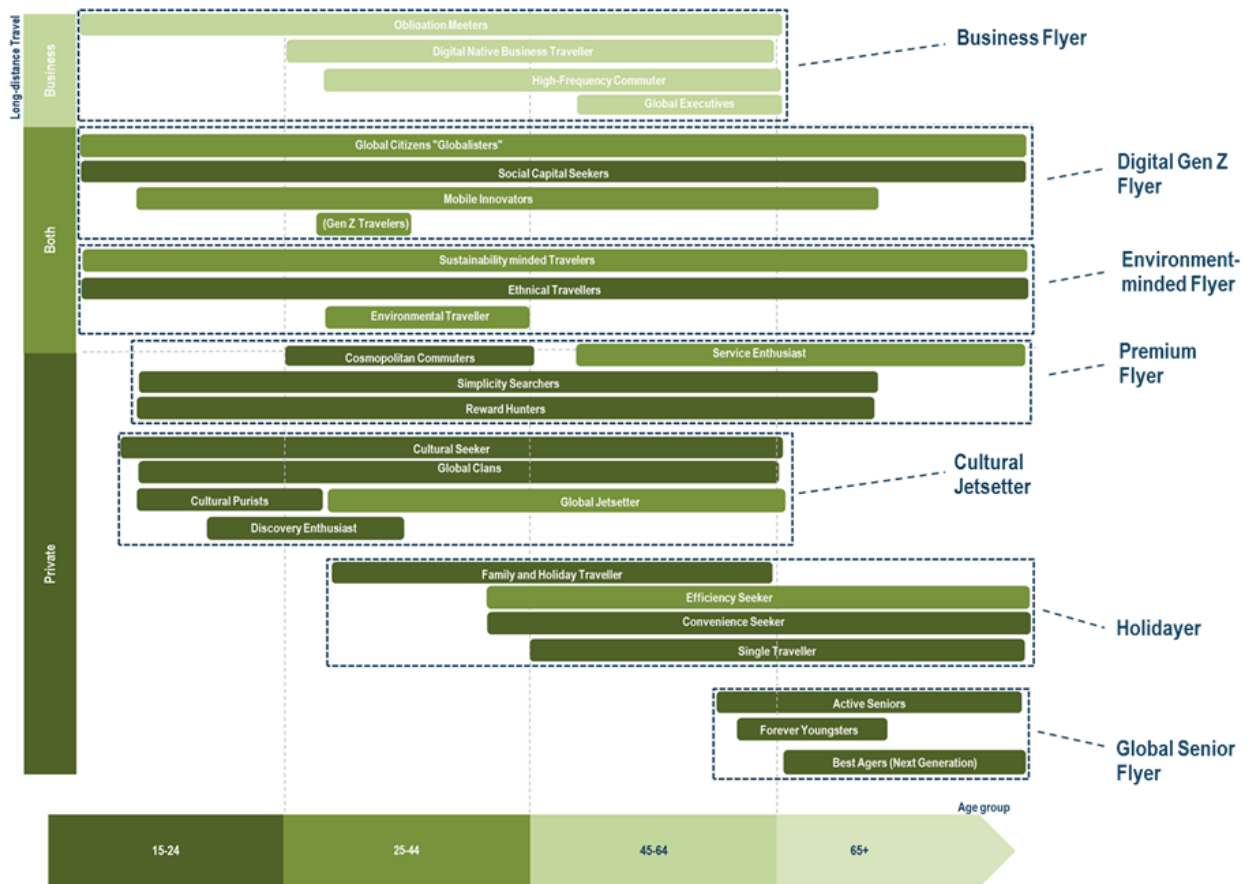 Long-distance Travel
Business
Obligation Meters
Digital Native Business Traveller
High-Frequency Commuter
Global Executives
Business Flyer
Both
Global Citizens "Globalisters"
Social Capital Seekers
Mobile Innovators
(Gen Z Travelers)
Digital Gen Z
Flyer
Sustainability minded Travelers
Ethnical Travellers
Environmental Traveller
Environment-
minded Flyer
Private
Cosmopolitan Commuters
Service Enthusiast
Simplicity Searchers
Reward Hunters
Premium
Flyer
Cultural Seeker
Global Clans
Cultural Purists
Global Jetsetter
Discovery Enthusiast
Cultural
Jetsetter
Family and Holiday Traveller
Efficiency Seeker
Convenience Seeker
Single Traveller
Holidayer
Active Seniors
Forever Youngsters
Best Agers (Next Generation)
Global Senior
Flyer
Age group
15-24
25-44
45-64
65+